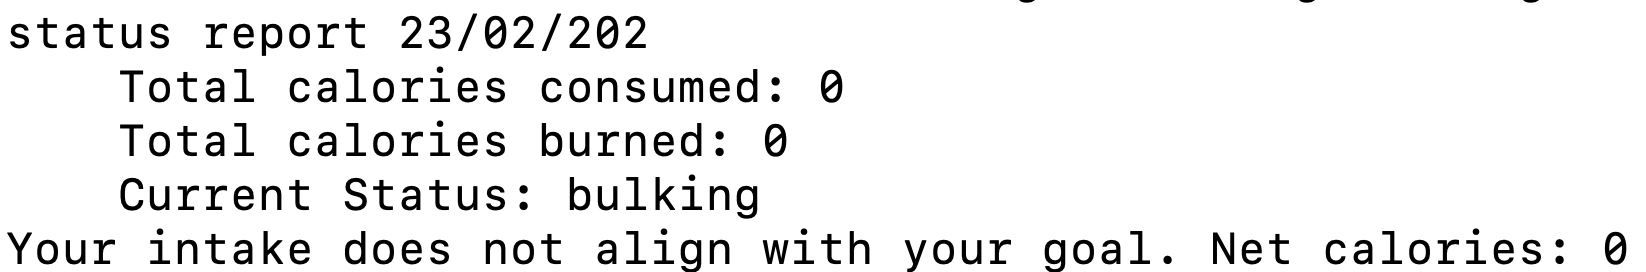 status report 23/02/202
Total calories consumed: 0
Total calories burned: 0
Current Status: bulking
Your intake does not align with your goal. Net calories: 0